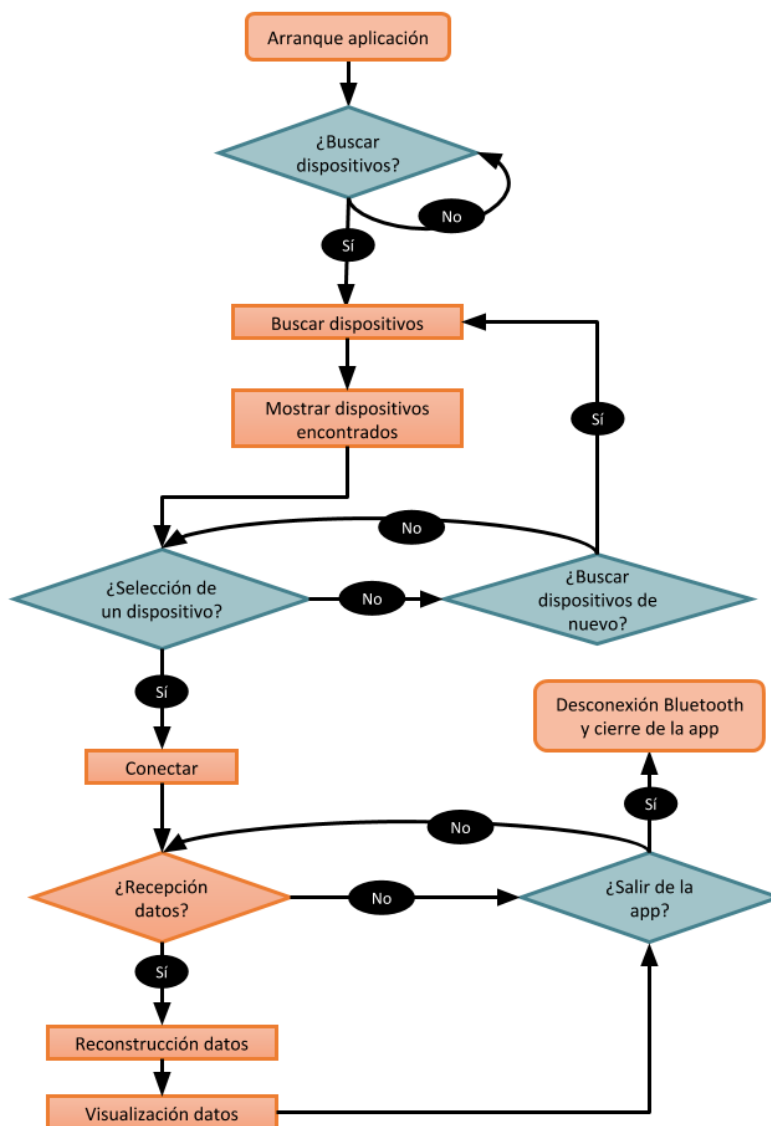 Arranque aplicación
¿Buscar
dispositivos?
No
Sí
Buscar dispositivos
Mostrar dispositivos
encontrados
Sí
No
¿Selección de
un dispositivo?
No
¿Buscar
dispositivos de
nuevo?
Sí
Desconexión Bluetooth
y cierre de la app
Conectar
Sí
No
¿Recepción
datos?
No
¿Salir de la
app?
Sí
Reconstrucción datos
Visualización datos